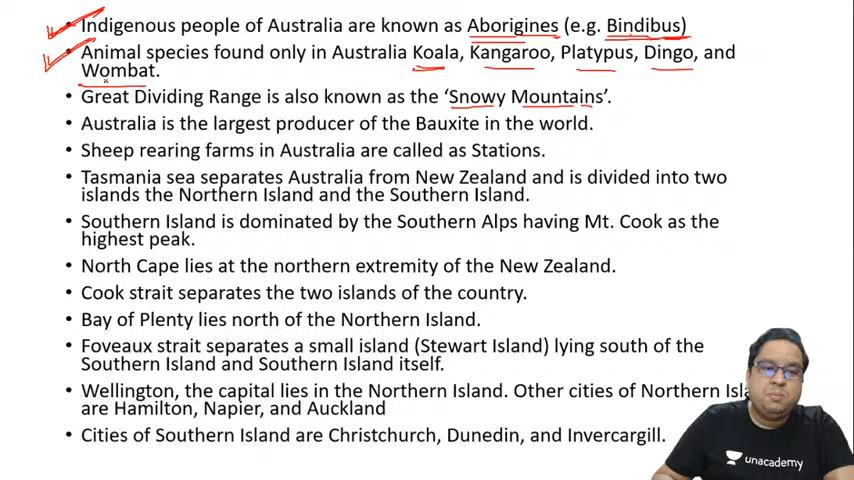 • Indigenous people of Australia are known as Aborigines (e.g. Bindibus)
• Animal species found only in Australia Koala, Kangaroo, Platypus, Dingo, and
Wombat.
• Great Dividing Range is also known as the ‘Snowy Mountains’.
• Australia is the largest producer of the Bauxite in the world.
• Sheep rearing farms in Australia are called as Stations.
• Tasmania sea separates Australia from New Zealand and is divided into two
islands the Northern Island and the Southern Island.
• Southern Island is dominated by the Southern Alps having Mt. Cook as the
highest peak.
• North Cape lies at the northern extremity of the New Zealand.
• Cook strait separates the two islands of the country.
• Bay of Plenty lies north of the Northern Island.
• Foveaux strait separates a small island (Stewart Island) lying south of the
Southern Island and Southern Island itself.
• Wellington, the capital lies in the Northern Island. Other cities of Northern Isla
are Hamilton, Napier, and Auckland
• Cities of Southern Island are Christchurch, Dunedin, and Invercargill.
unacademy